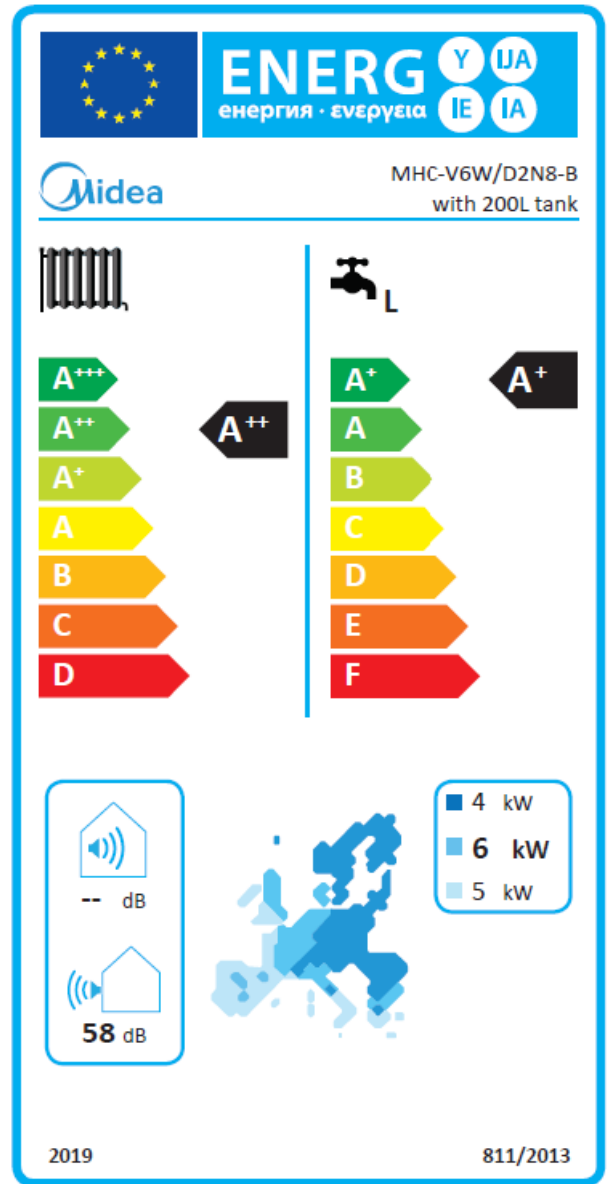 ENERG
енергия · ενεργεια
Y
IJA
IE
IA
Midea
MHC-V6W/D2N8-B
with 200L tank
L
A+++
A++
A+
A
B
C
D
A++
A+
A
B
C
D
E
F
A+
-- dB
58 dB
4 kW
6 kW
5 kW
2019
811/2013